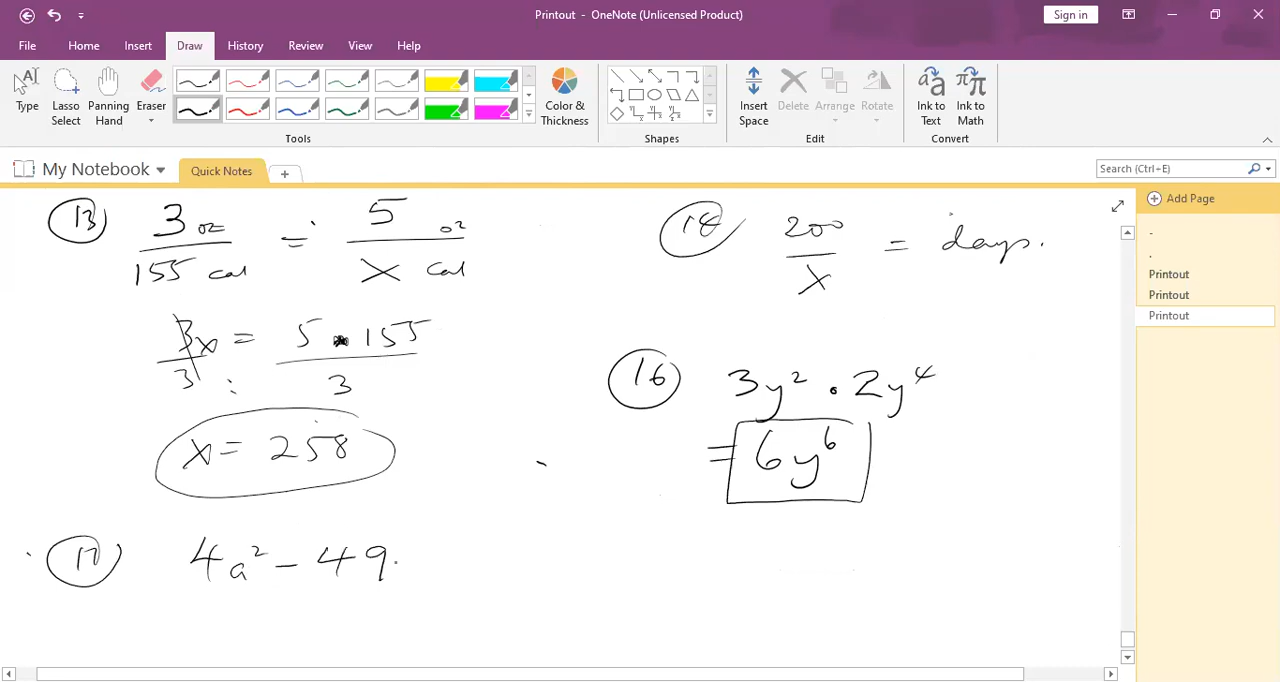 Printout - OneNote (Unlicensed Product)
Sign in
File Home Insert Draw History Review View Help
Type
Lasso Select
Panning Hand
Eraser
Tools
Color & Thickness
Shapes
Insert Space
Delete
Arrange
Rotate
Edit
Ink to Text
Ink to Math
Convert
My Notebook
Quick Notes
Search (Ctrl+E)
Add Page
-
.
Printout
Printout
Printout
13 3 oz / 155 cal = 5 oz / x cal
3x / 3 = 5 • 155 / 3
x = 258
17 4a² - 49
18 200 / x = days.
16 3y² • 2y⁴
= 6y⁶